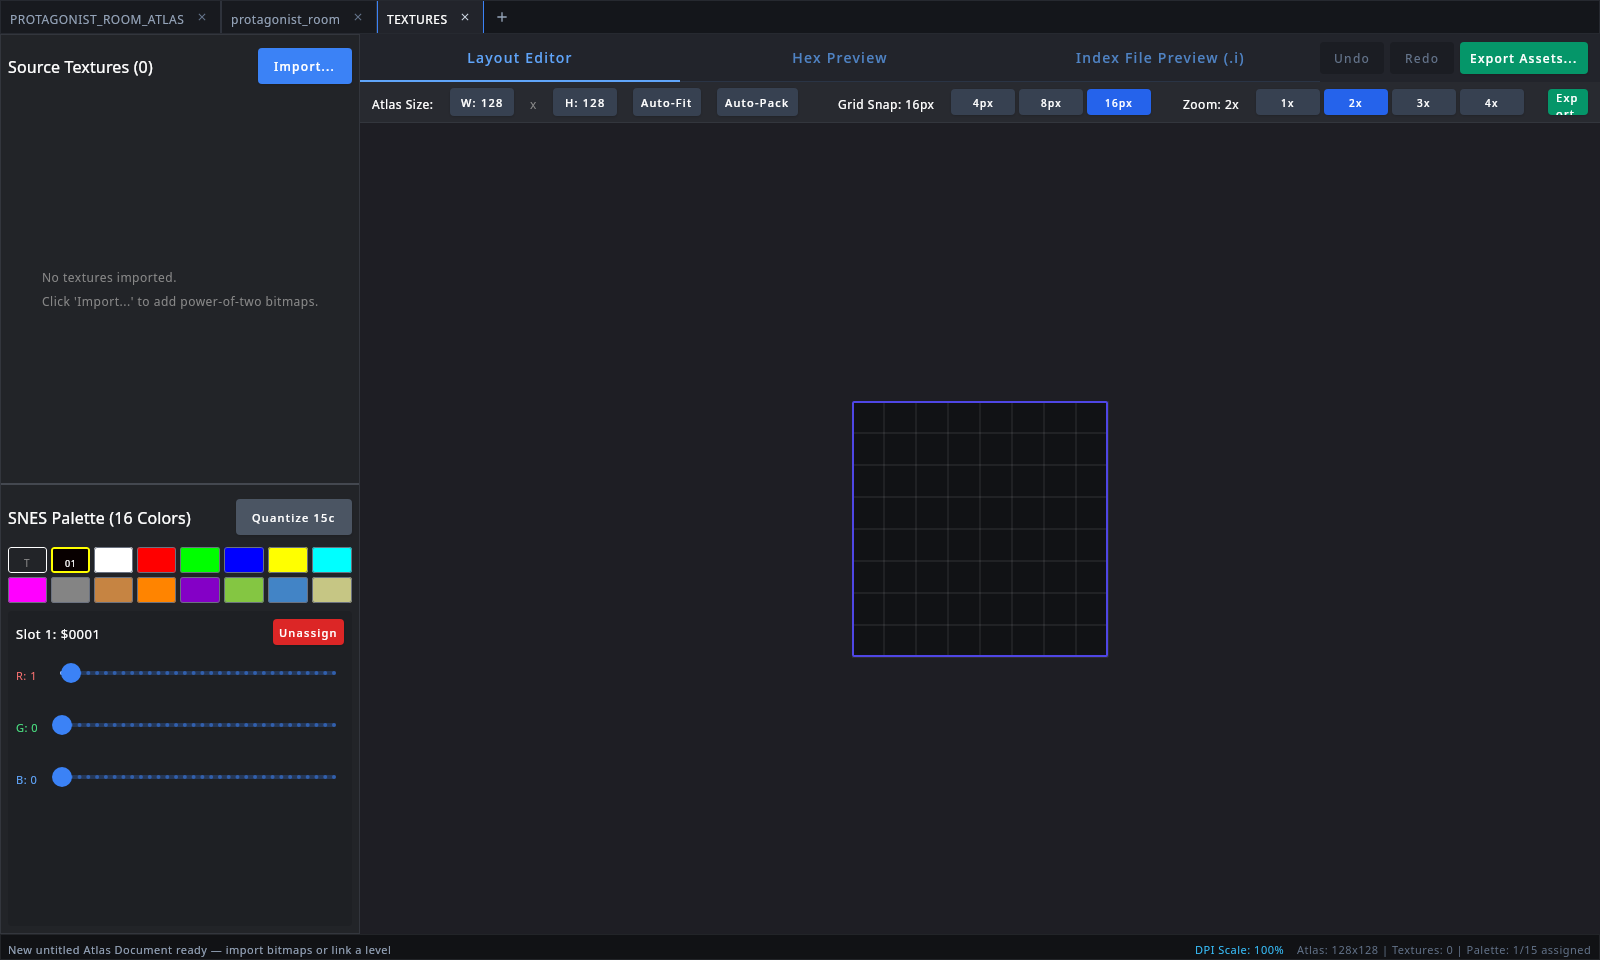 PROTAGONIST_ROOM_ATLAS × protagonist_room × TEXTURES × +
Source Textures (0) Import...
Layout Editor Hex Preview Index File Preview (.i) Undo Redo Export Assets...
Atlas Size: W: 128 x H: 128 Auto-Fit Auto-Pack Grid Snap: 16px 4px 8px 16px Zoom: 2x 1x 2x 3x 4x Exp
ort
No textures imported.
Click 'Import...' to add power-of-two bitmaps.
SNES Palette (16 Colors) Quantize 15c
T 01
Slot 1: $0001 Unassign
R: 1
G: 0
B: 0
New untitled Atlas Document ready — import bitmaps or link a level DPI Scale: 100% Atlas: 128x128 | Textures: 0 | Palette: 1/15 assigned